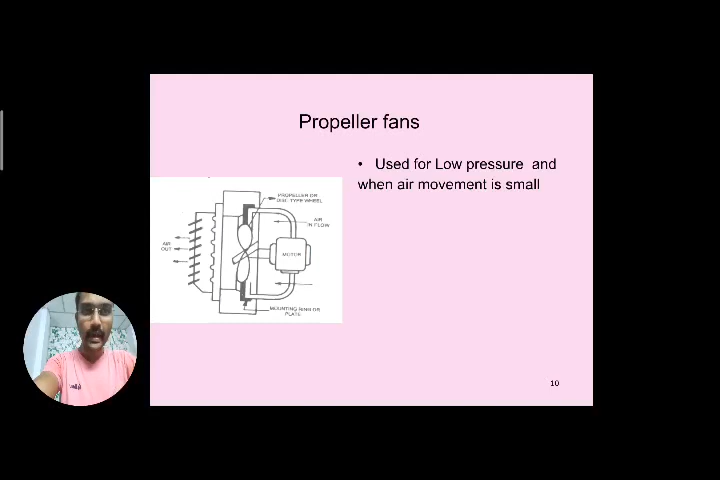 Propeller fans
• Used for Low pressure and
when air movement is small
PROPELLER OR
DISC TYPE WHEEL
AIR
IN FLOW
AIR
OUT
MOTOR
MOUNTING RING OR
PLATE
10